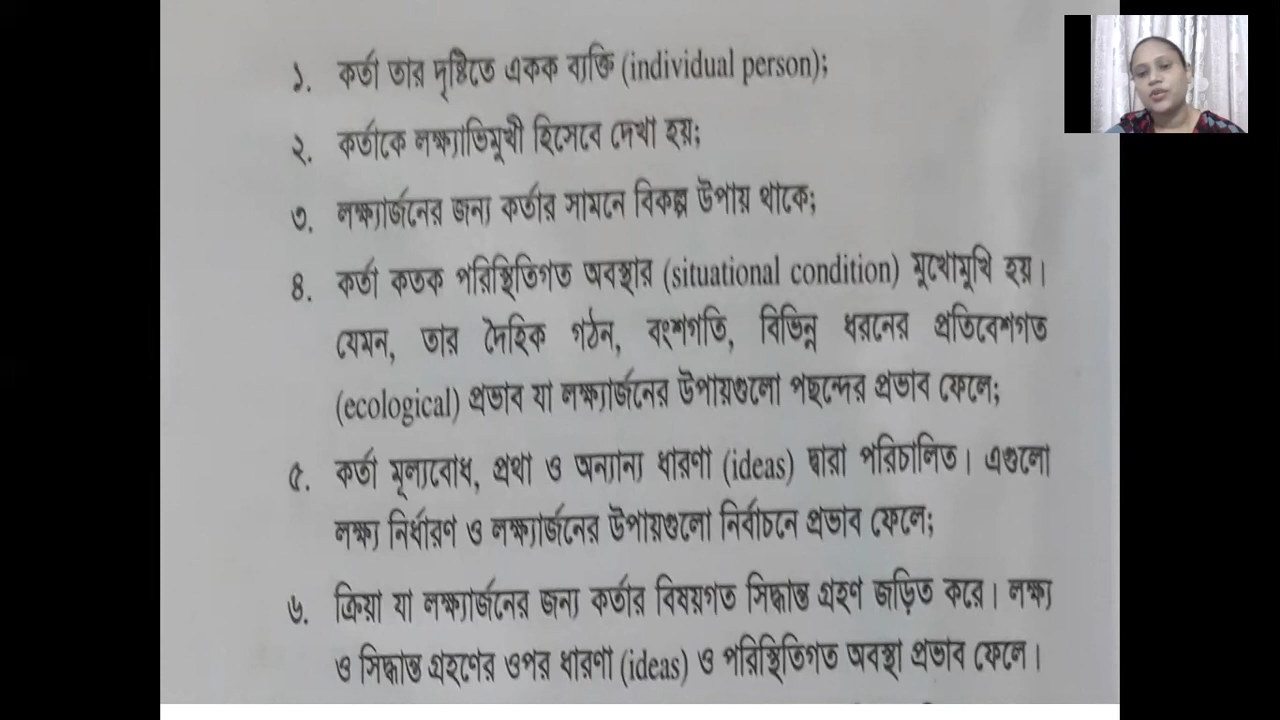 ১. কর্তা তার দৃষ্টিতে একক ব্যক্তি (individual person);
২. কর্তাকে লক্ষ্যাভিমুখী হিসেবে দেখা হয়;
৩. লক্ষ্যার্জনের জন্য কর্তার সামনে বিকল্প উপায় থাকে;
৪. কর্তা কতক পরিস্থিতিগত অবস্থার (situational condition) মুখোমুখি হয়।
যেমন, তার দৈহিক গঠন, বংশগতি, বিভিন্ন ধরনের প্রতিবেশগত
(ecological) প্রভাব যা লক্ষ্যার্জনের উপায়গুলো পছন্দের প্রভাব ফেলে;
৫. কর্তা মূল্যবোধ, প্রথা ও অন্যান্য ধারণা (ideas) দ্বারা পরিচালিত। এগুলো
লক্ষ্য নির্ধারণ ও লক্ষ্যার্জনের উপায়গুলো নির্বাচনে প্রভাব ফেলে;
৬. ক্রিয়া যা লক্ষ্যার্জনের জন্য কর্তার বিষয়গত সিদ্ধান্ত গ্রহণ জড়িত করে। লক্ষ্য
ও সিদ্ধান্ত গ্রহণের ওপর ধারণা (ideas) ও পরিস্থিতিগত অবস্থা প্রভাব ফেলে।